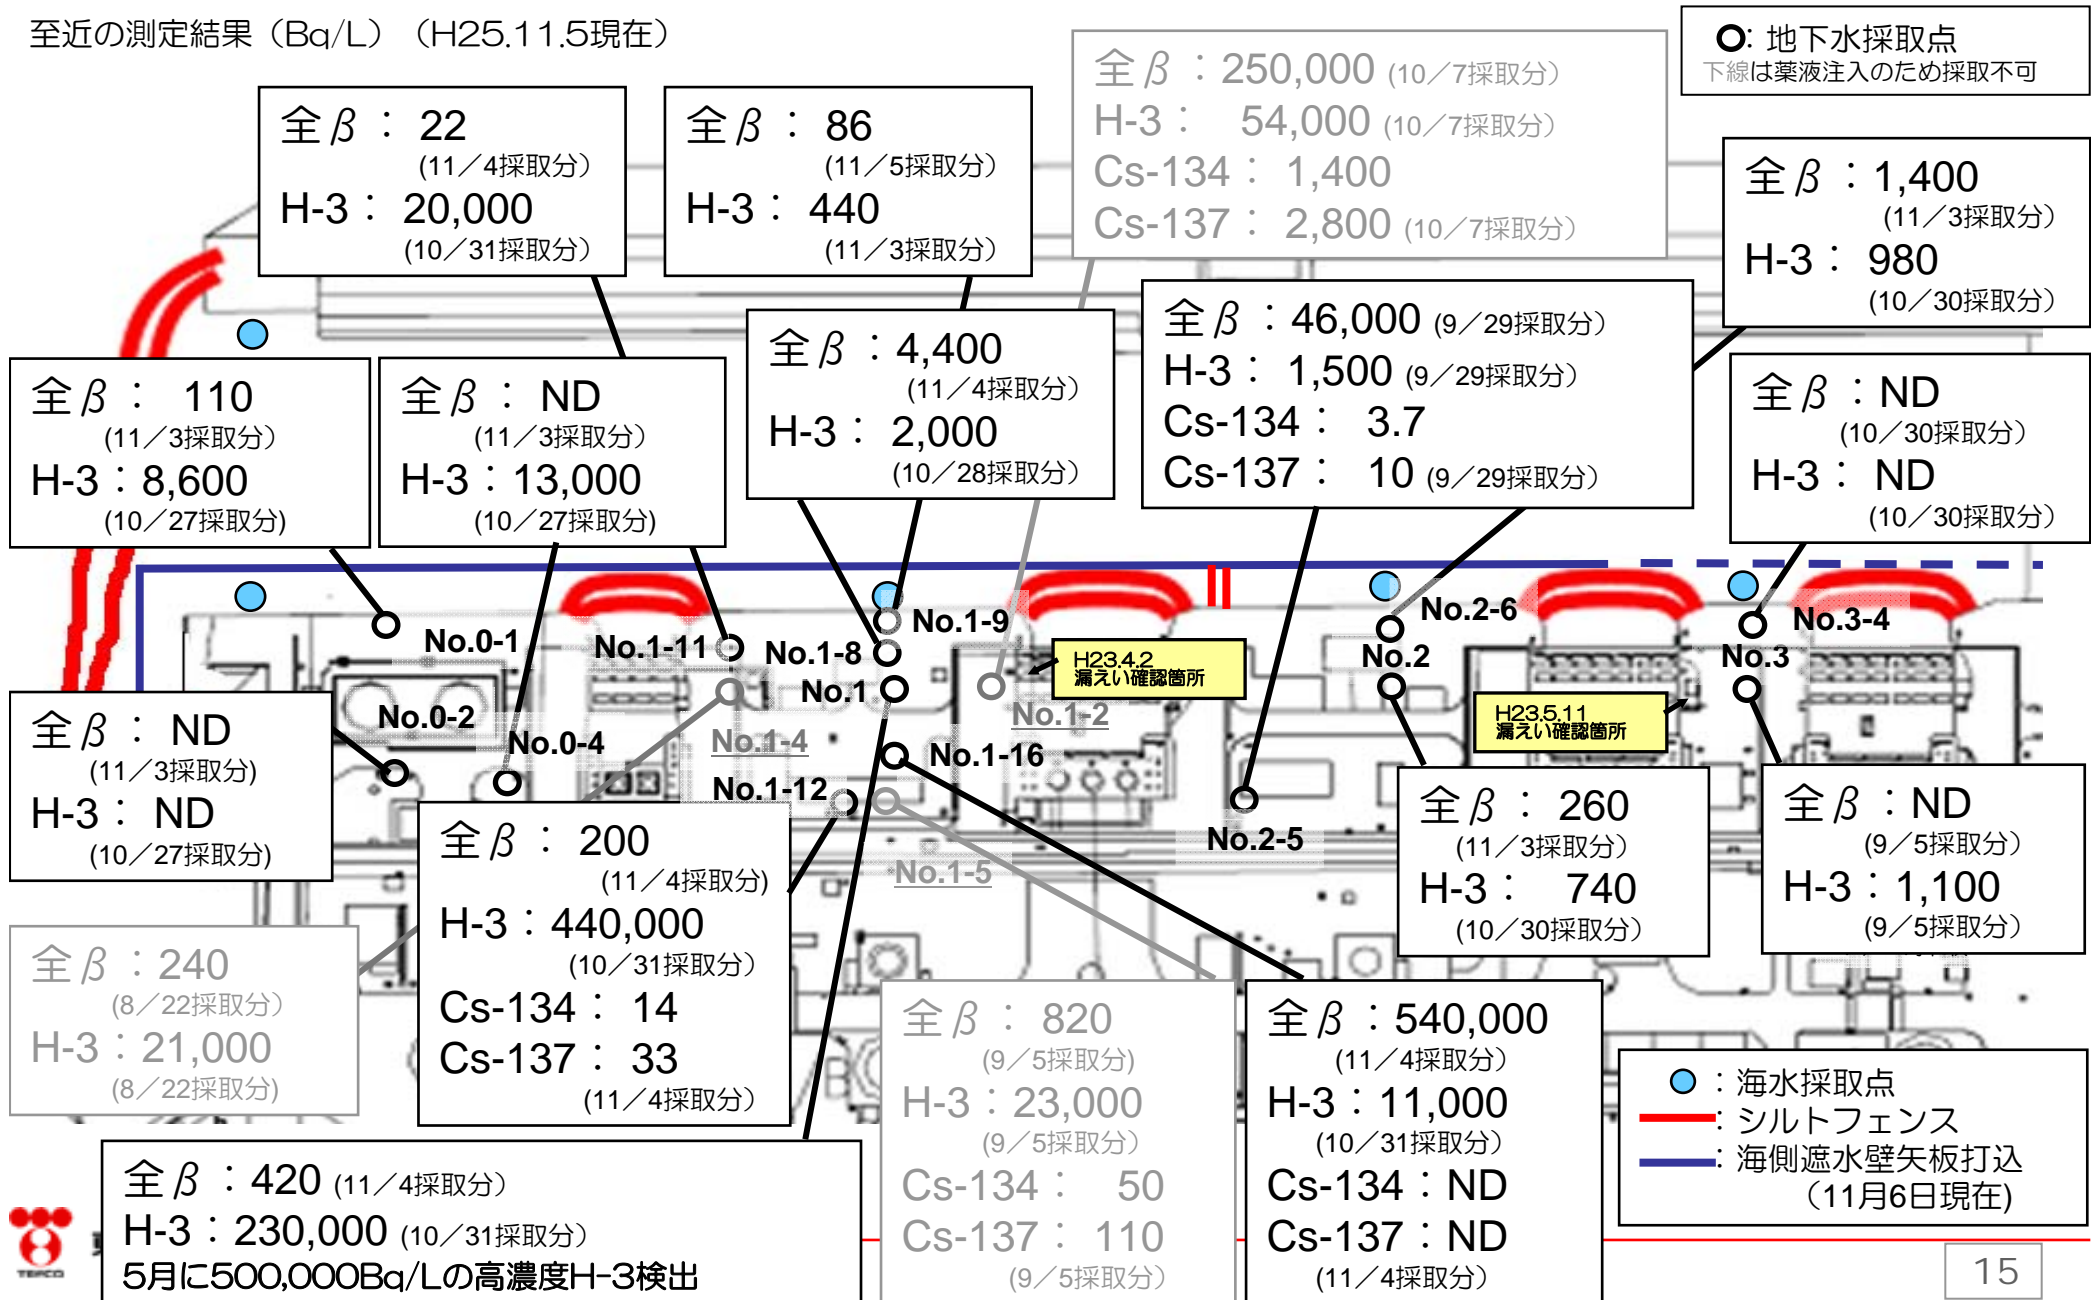 至近の測定結果（Bq/L）（H25.11.5現在）
○: 地下水採取点
下線は薬液注入のため採取不可
全β：22
(11／4採取分)
H-3：20,000
(10／31採取分)
全β：86
(11／5採取分)
H-3：440
(11／3採取分)
全β：250,000 (10／7採取分)
H-3：54,000 (10／7採取分)
Cs-134：1,400
Cs-137：2,800 (10／7採取分)
全β：1,400
(11／3採取分)
H-3：980
(10／30採取分)
全β：110
(11／3採取分)
H-3：8,600
(10／27採取分)
全β：ND
(11／3採取分)
H-3：13,000
(10／27採取分)
全β：4,400
(11／4採取分)
H-3：2,000
(10／28採取分)
全β：46,000 (9／29採取分)
H-3：1,500 (9／29採取分)
Cs-134：3.7
Cs-137：10 (9／29採取分)
全β：ND
(10／30採取分)
H-3：ND
(10／30採取分)
No.0-1
No.1-11
No.1-8
No.1-9
No.1
No.2-6
No.2
No.3-4
No.3
H23.4.2
漏えい確認箇所
No.0-2
No.0-4
No.1-4
No.1-2
No.1-16
No.1-12
No.1-5
No.2-5
H23.5.11
漏えい確認箇所
全β：ND
(11／3採取分)
H-3：ND
(10／27採取分)
全β：200
(11／4採取分)
H-3：440,000
(10／31採取分)
Cs-134：14
Cs-137：33
(11／4採取分)
全β：260
(11／3採取分)
H-3：740
(10／30採取分)
全β：ND
(9／5採取分)
H-3：1,100
(9／5採取分)
全β：240
(8／22採取分)
H-3：21,000
(8／22採取分)
全β：820
(9／5採取分)
H-3：23,000
(9／5採取分)
Cs-134：50
Cs-137：110
(9／5採取分)
全β：540,000
(11／4採取分)
H-3：11,000
(10／31採取分)
Cs-134：ND
Cs-137：ND
(11／4採取分)
：海水採取点
：シルトフェンス
：海側遮水壁矢板打込
（11月6日現在)
全β：420 (11／4採取分)
H-3：230,000 (10／31採取分)
5月に500,000Bq/Lの高濃度H-3検出
TEPCO
15